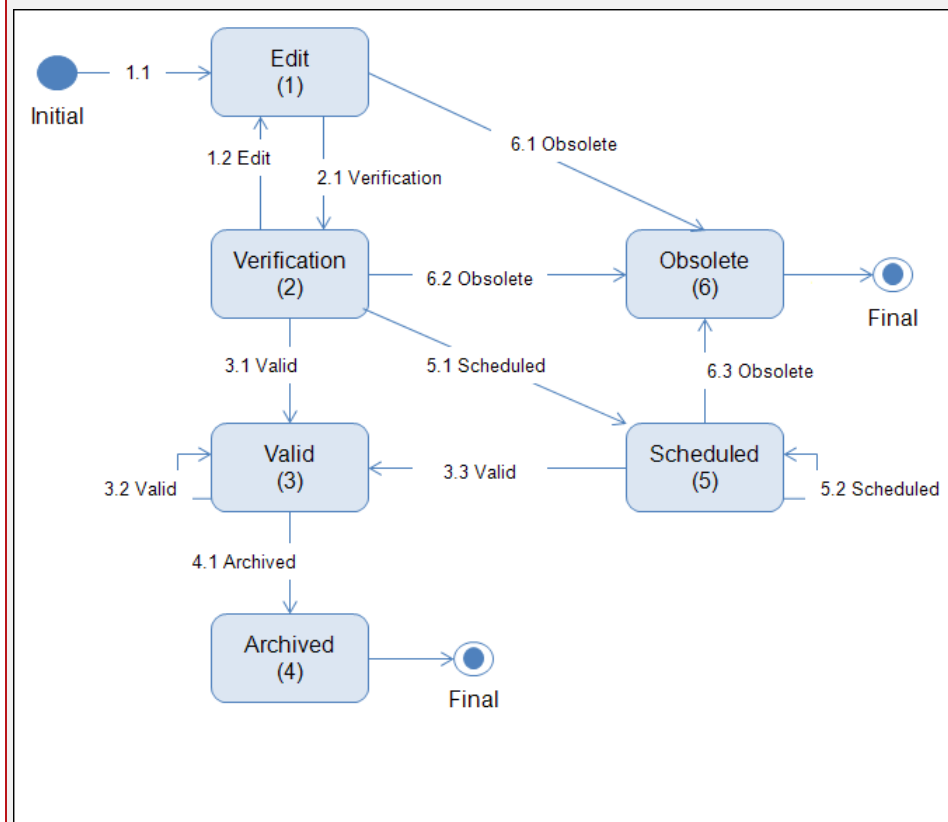 Edit
(1)
1.1
Initial
6.1 Obsolete
1.2 Edit
2.1 Verification
Verification
(2)
6.2 Obsolete
Obsolete
(6)
Final
3.1 Valid
5.1 Scheduled
6.3 Obsolete
Valid
(3)
3.3 Valid
Scheduled
(5)
3.2 Valid
5.2 Scheduled
4.1 Archived
Archived
(4)
Final